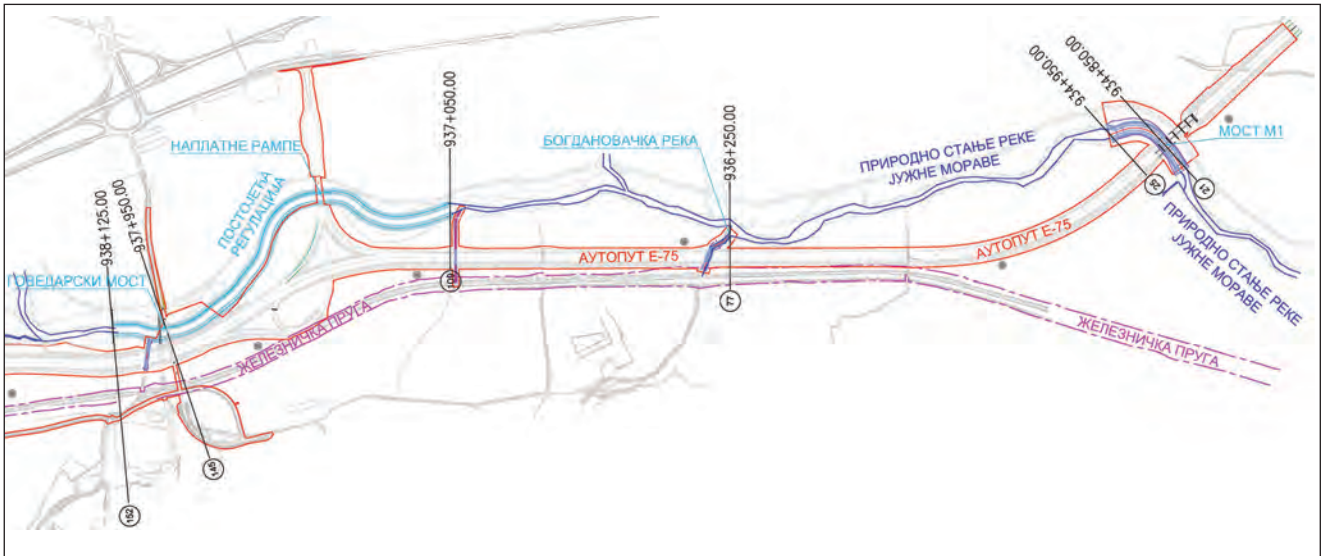 934+850.00
934+950.00
МОСТ М1
21
25
937+050.00
936+250.00
НАПЛАТНЕ РАМПЕ
БОГДАНОВАЧКА РЕКА
ПРИРОДНО СТАЊЕ РЕКЕ
ЈУЖНЕ МОРАВЕ
ПРИРОДНО СТАЊЕ РЕКЕ
ЈУЖНЕ МОРАВЕ
938+125.00
937+950.00
ПОСТОЈЕЋА
РЕГУЛАЦИЈА
АУТОПУТ Е-75
АУТОПУТ Е-75
ГОВЕДАРСКИ МОСТ
100
77
ЖЕЛЕЗНИЧКА ПРУГА
ЖЕЛЕЗНИЧКА ПРУГА
145
152